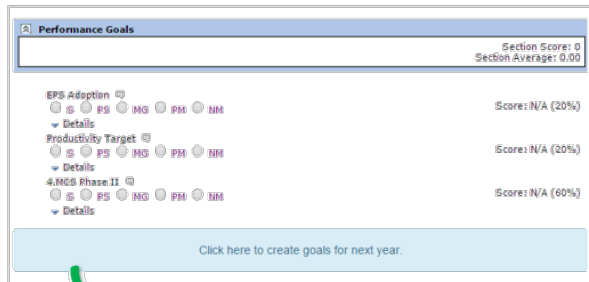 Performance Goals
Section Score: 0
Section Average: 0.00
EPS Adoption
S PS MG PM NM
Score: N/A (20%)
Details
Productivity Target
S PS MG PM NM
Score: N/A (20%)
Details
4.MCS Phase II
S PS MG PM NM
Score: N/A (60%)
Details
Click here to create goals for next year.